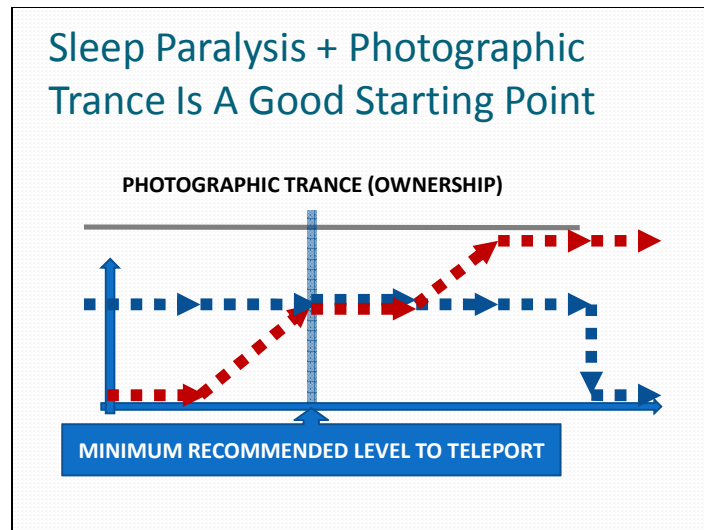 Sleep Paralysis + Photographic
Trance Is A Good Starting Point
PHOTOGRAPHIC TRANCE (OWNERSHIP)
MINIMUM RECOMMENDED LEVEL TO TELEPORT